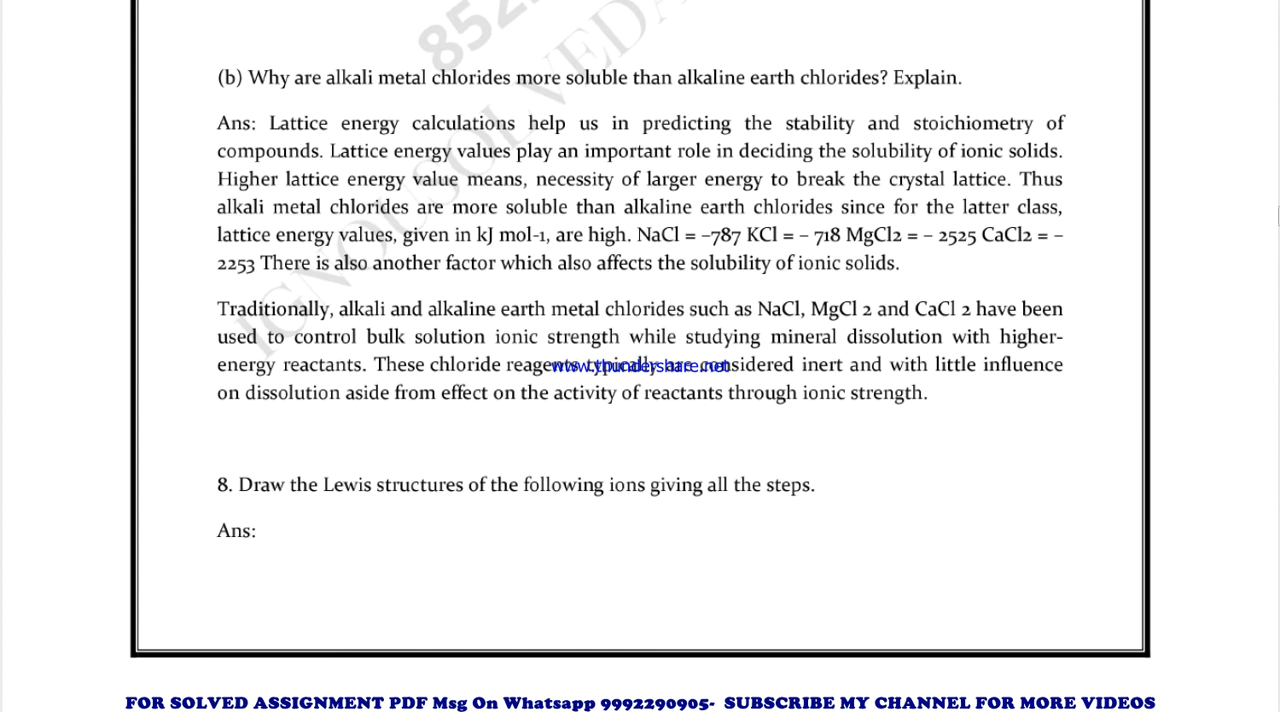 (b) Why are alkali metal chlorides more soluble than alkaline earth chlorides? Explain.
Ans: Lattice energy calculations help us in predicting the stability and stoichiometry of
compounds. Lattice energy values play an important role in deciding the solubility of ionic solids.
Higher lattice energy value means, necessity of larger energy to break the crystal lattice. Thus
alkali metal chlorides are more soluble than alkaline earth chlorides since for the latter class,
lattice energy values, given in kJ mol-1, are high. NaCl = −787 KCl = − 718 MgCl2 = − 2525 CaCl2 = −
2253 There is also another factor which also affects the solubility of ionic solids.
Traditionally, alkali and alkaline earth metal chlorides such as NaCl, MgCl 2 and CaCl 2 have been
used to control bulk solution ionic strength while studying mineral dissolution with higher-
energy reactants. These chloride reagents typically are considered inert and with little influence
www.thundershare.net
on dissolution aside from effect on the activity of reactants through ionic strength.
8. Draw the Lewis structures of the following ions giving all the steps.
Ans:
FOR SOLVED ASSIGNMENT PDF Msg On Whatsapp 9992290905- SUBSCRIBE MY CHANNEL FOR MORE VIDEOS